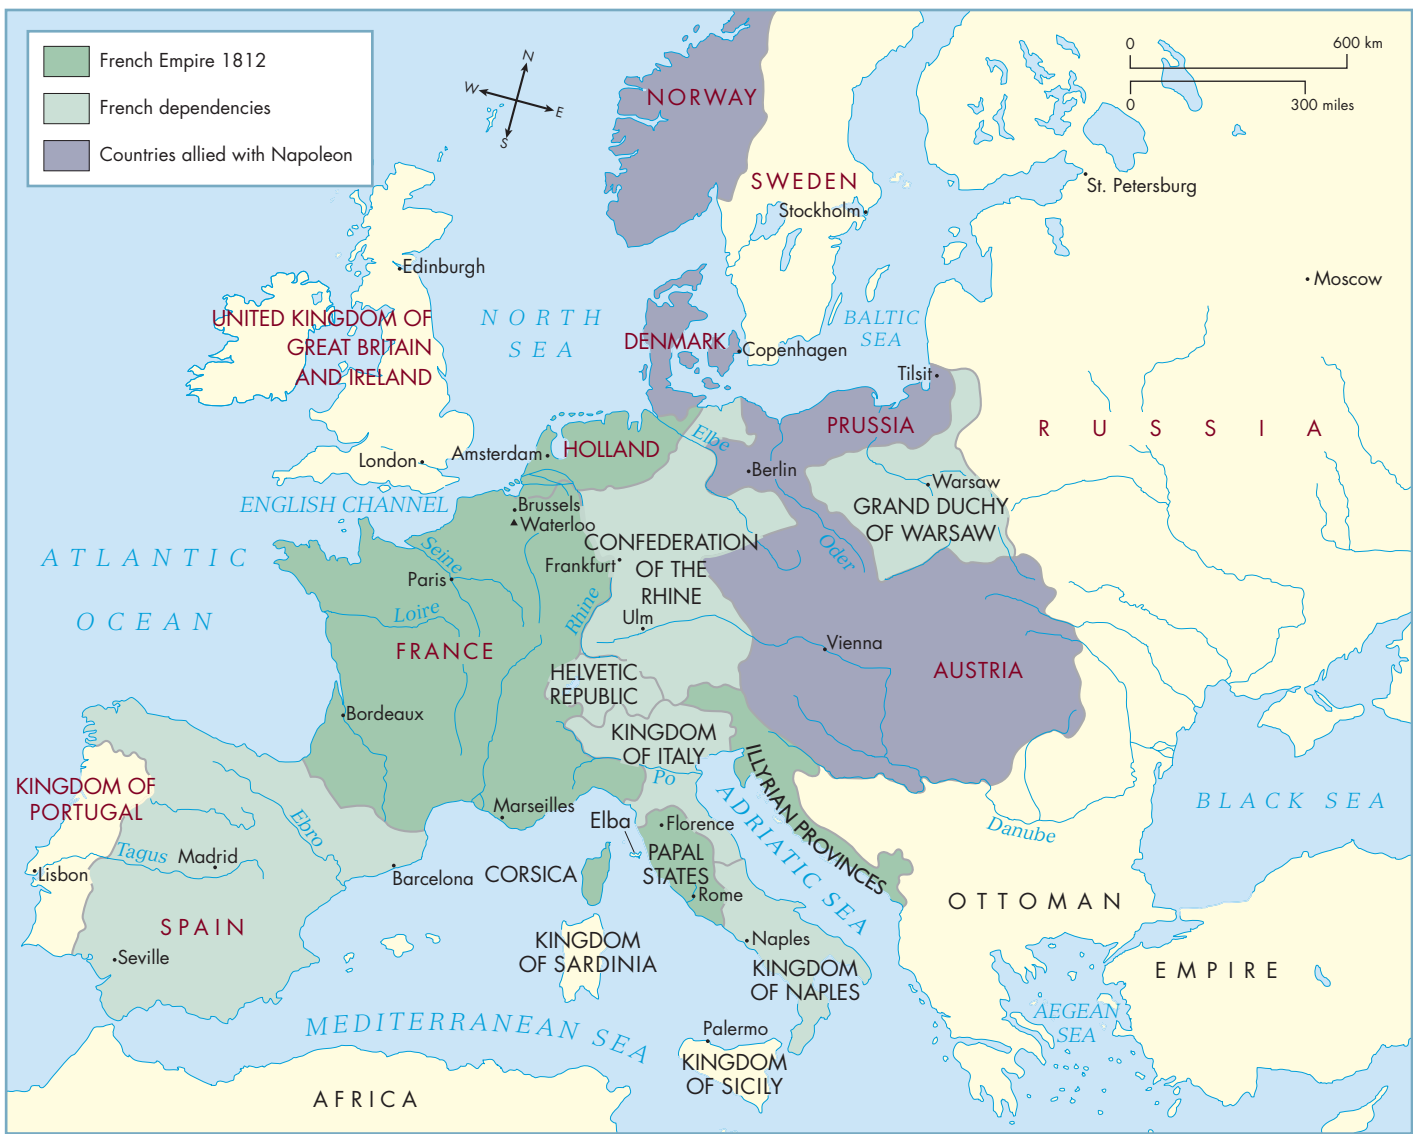 French Empire 1812
French dependencies
Countries allied with Napoleon
N
W
E
S
0
600 km
0
300 miles
NORWAY
SWEDEN
Stockholm
St. Petersburg
Moscow
Edinburgh
UNITED KINGDOM OF
GREAT BRITAIN
AND IRELAND
NORTH
SEA
DENMARK
Copenhagen
BALTIC
SEA
Tilsit
PRUSSIA
RUSSIA
London
Amsterdam
HOLLAND
Elbe
Berlin
Warsaw
GRAND DUCHY
OF WARSAW
ENGLISH CHANNEL
Brussels
Waterloo
ATLANTIC
OCEAN
Seine
Paris
Loire
FRANCE
Frankfurt
CONFEDERATION
OF THE
RHINE
Rhine
Ulm
Oder
Vienna
AUSTRIA
HELVETIC
REPUBLIC
Bordeaux
KINGDOM
OF ITALY
Po
ILLYRIAN PROVINCES
ADRIATIC SEA
KINGDOM OF
PORTUGAL
Ebro
Tagus
Madrid
Lisbon
Barcelona
SPAIN
Seville
Marseilles
Elba
Florence
CORSICA
PAPAL
STATES
Rome
Danube
BLACK SEA
OTTOMAN
EMPIRE
KINGDOM
OF SARDINIA
Naples
KINGDOM
OF NAPLES
AEGEAN
SEA
MEDITERRANEAN SEA
Palermo
KINGDOM
OF SICILY
AFRICA